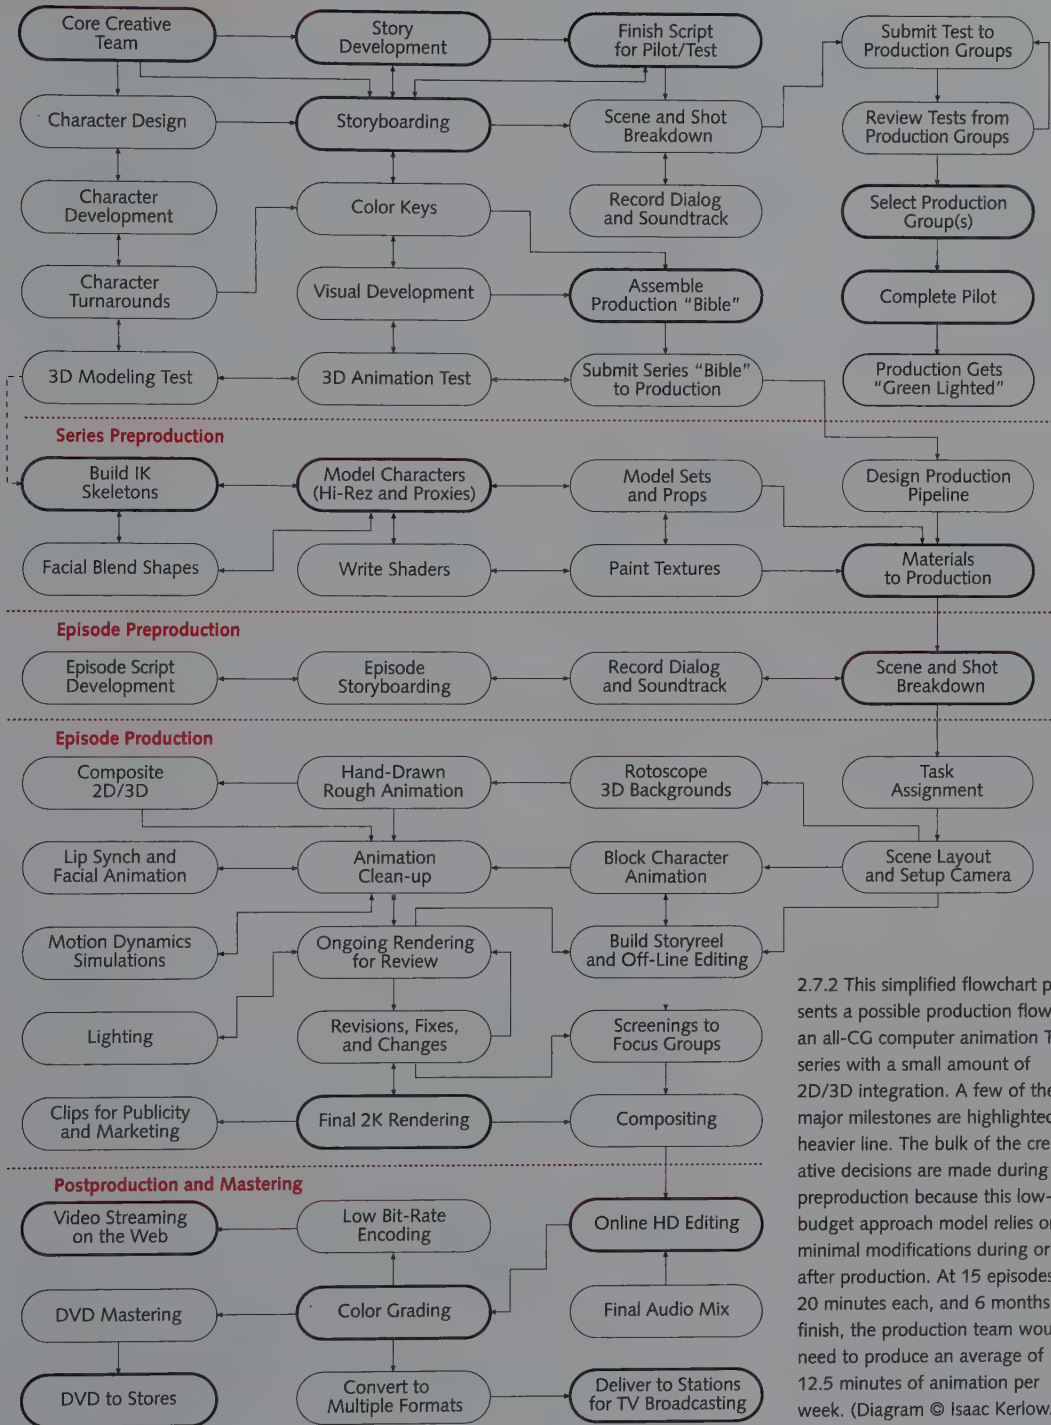 Core Creative
Team
Story
Development
Finish Script
for Pilot/Test
Submit Test to
Production Groups
Character Design
Storyboarding
Scene and Shot
Breakdown
Review Tests from
Production Groups
Character
Development
Color Keys
Record Dialog
and Soundtrack
Select Production
Group(s)
Character
Turnarounds
Visual Development
Assemble
Production “Bible”
Complete Pilot
3D Modeling Test
3D Animation Test
Submit Series “Bible”
to Production
Production Gets
“Green Lighted”
Series Preproduction
Build IK
Skeletons
Model Characters
(Hi-Rez and Proxies)
Model Sets
and Props
Design Production
Pipeline
Facial Blend Shapes
Write Shaders
Paint Textures
Materials
to Production
Episode Preproduction
Episode Script
Development
Episode
Storyboarding
Record Dialog
and Soundtrack
Scene and Shot
Breakdown
Episode Production
Composite
2D/3D
Hand-Drawn
Rough Animation
Rotoscope
3D Backgrounds
Task
Assignment
Lip Synch and
Facial Animation
Animation
Clean-up
Block Character
Animation
Scene Layout
and Setup Camera
Motion Dynamics
Simulations
Ongoing Rendering
for Review
Build Storyreel
and Off-Line Editing
Lighting
Revisions, Fixes,
and Changes
Screenings to
Focus Groups
Clips for Publicity
and Marketing
Final 2K Rendering
Compositing
Postproduction and Mastering
Video Streaming
on the Web
Low Bit-Rate
Encoding
Online HD Editing
DVD Mastering
Color Grading
Final Audio Mix
DVD to Stores
Convert to
Multiple Formats
Deliver to Stations
for TV Broadcasting
2.7.2 This simplified flowchart
sents a possible production flow
an all-CG computer animation
series with a small amount of
2D/3D integration. A few of the
major milestones are highlighted
heavier line. The bulk of the cre-
ative decisions are made during
preproduction because this low-
budget approach model relies
minimal modifications during or
after production. At 15 episodes
20 minutes each, and 6 months
finish, the production team
need to produce an average of
12.5 minutes of animation per
week. (Diagram © Isaac Kerlow.